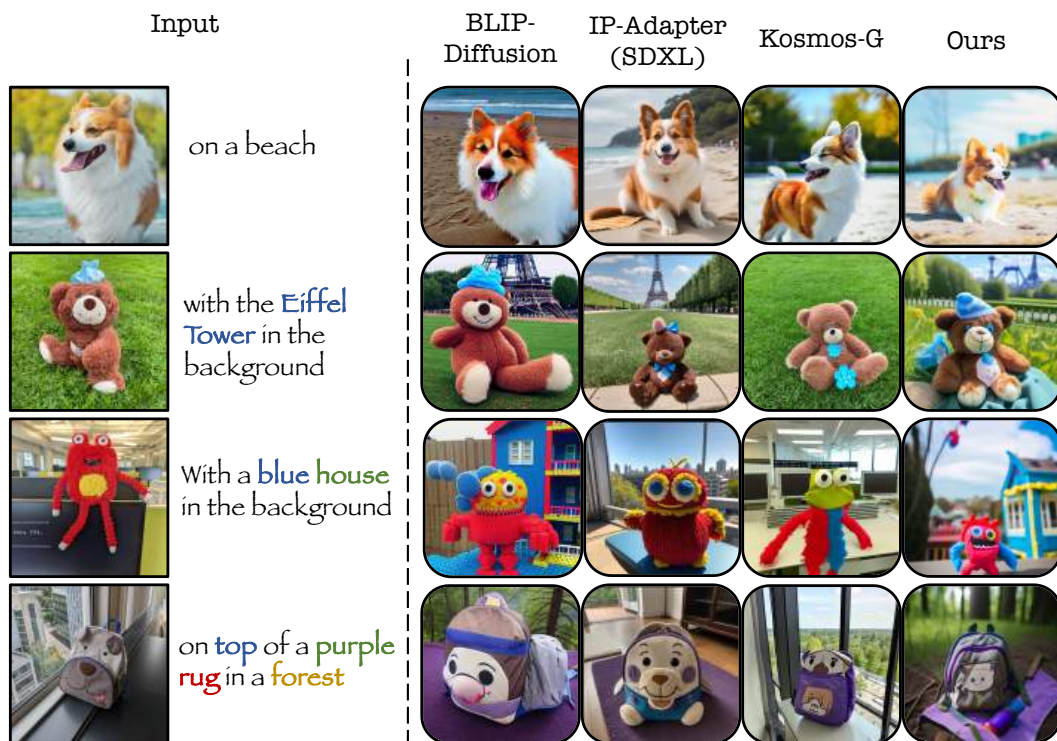 Input
BLIP-
Diffusion
IP-Adapter
(SDXL)
Kosmos-G
Ours
on a beach
with the Eiffel
Tower in the
background
With a blue house
in the background
on top of a purple
rug in a forest